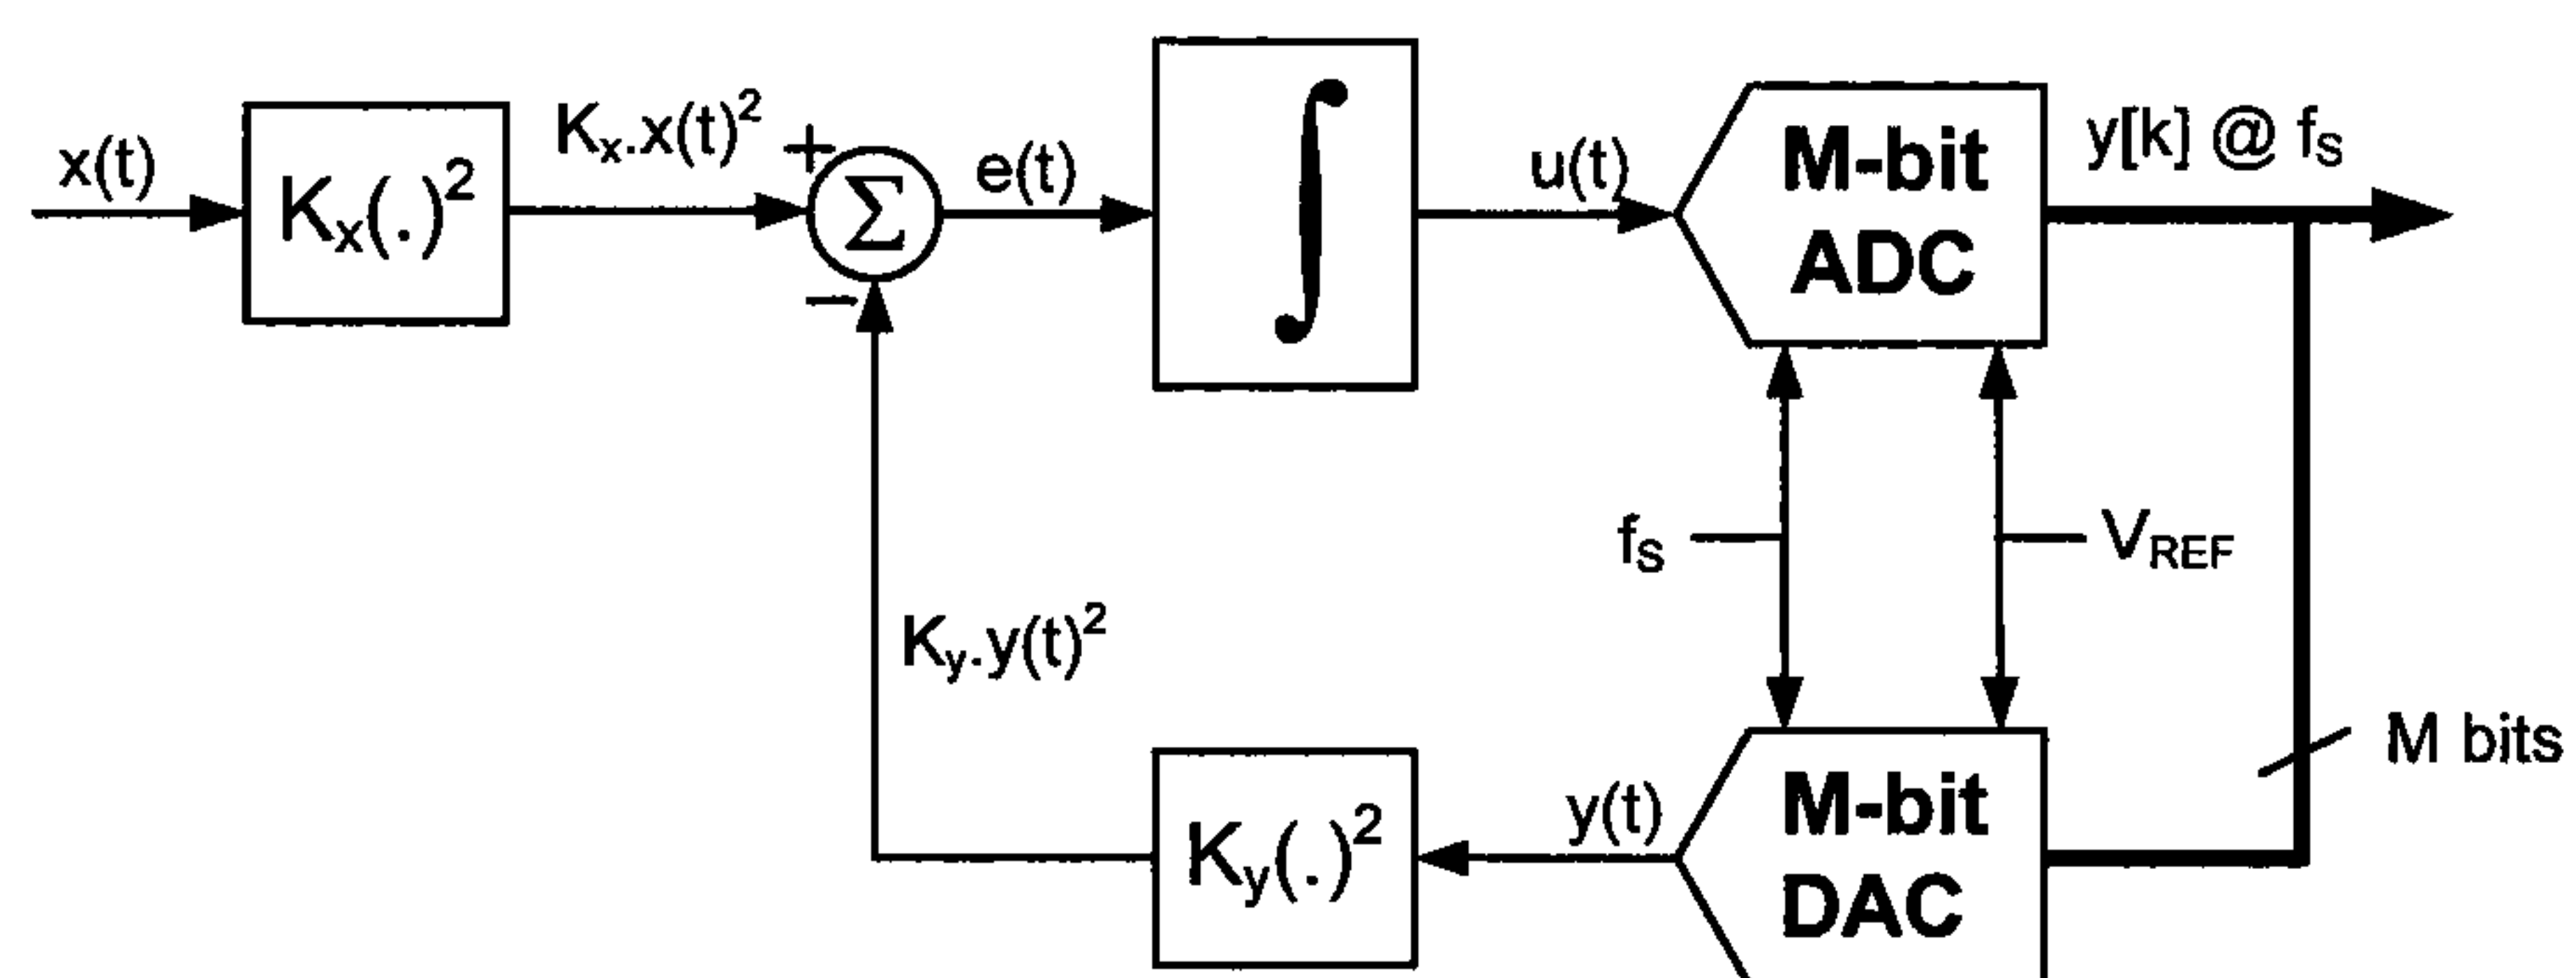 x(t)
Kₓ(.)²
Kₓ.x(t)²
+
Σ
−
e(t)
∫
u(t)
M-bit
ADC
y[k] @ fS
fS
VREF
M bits
M-bit
DAC
y(t)
Ky(.)²
Ky.y(t)²